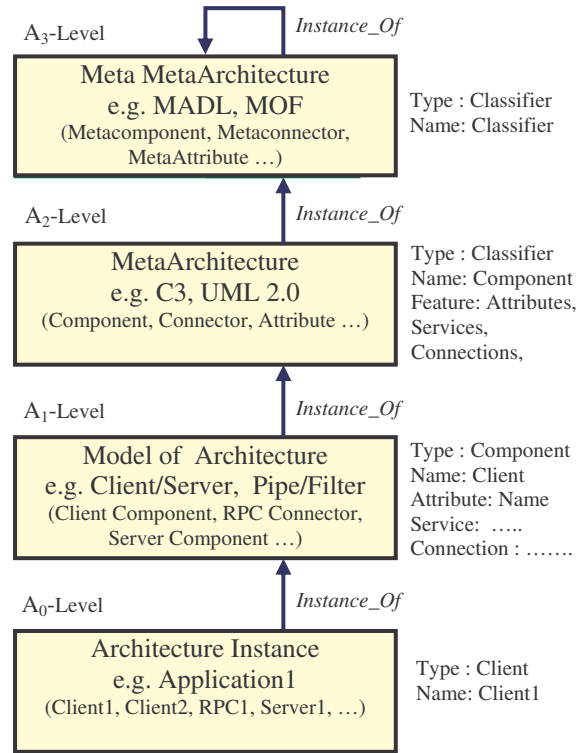 A3-Level
Instance_Of
Meta MetaArchitecture
e.g. MADL, MOF
(Metacomponent, Metaconnector,
MetaAttribute …)
Type : Classifier
Name: Classifier
A2-Level
Instance_Of
MetaArchitecture
e.g. C3, UML 2.0
(Component, Connector, Attribute …)
Type : Classifier
Name: Component
Feature: Attributes,
Services,
Connections,
A1-Level
Instance_Of
Model of Architecture
e.g. Client/Server, Pipe/Filter
(Client Component, RPC Connector,
Server Component …)
Type : Component
Name: Client
Attribute: Name
Service: …..
Connection : …….
A0-Level
Instance_Of
Architecture Instance
e.g. Application1
(Client1, Client2, RPC1, Server1, …)
Type : Client
Name: Client1